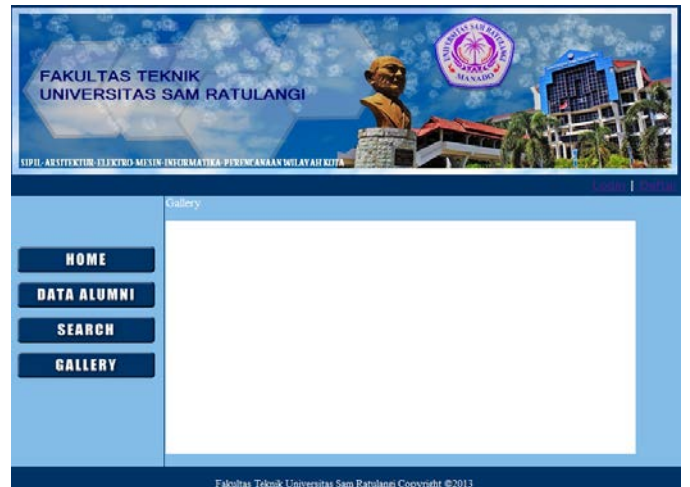 FAKULTAS TEKNIK
UNIVERSITAS SAM RATULANGI
UNIVERSITAS SAM RATULANGI
MANADO
SIPIL-ARSITEKTUR-ELEKTRO-MESIN-INFORMATIKA-PERENCANAAN WILAYAH KOTA
Login | Daftar
Gallery
HOME
DATA ALUMNI
SEARCH
GALLERY
Fakultas Teknik Universitas Sam Ratulangi Copyright ©2013